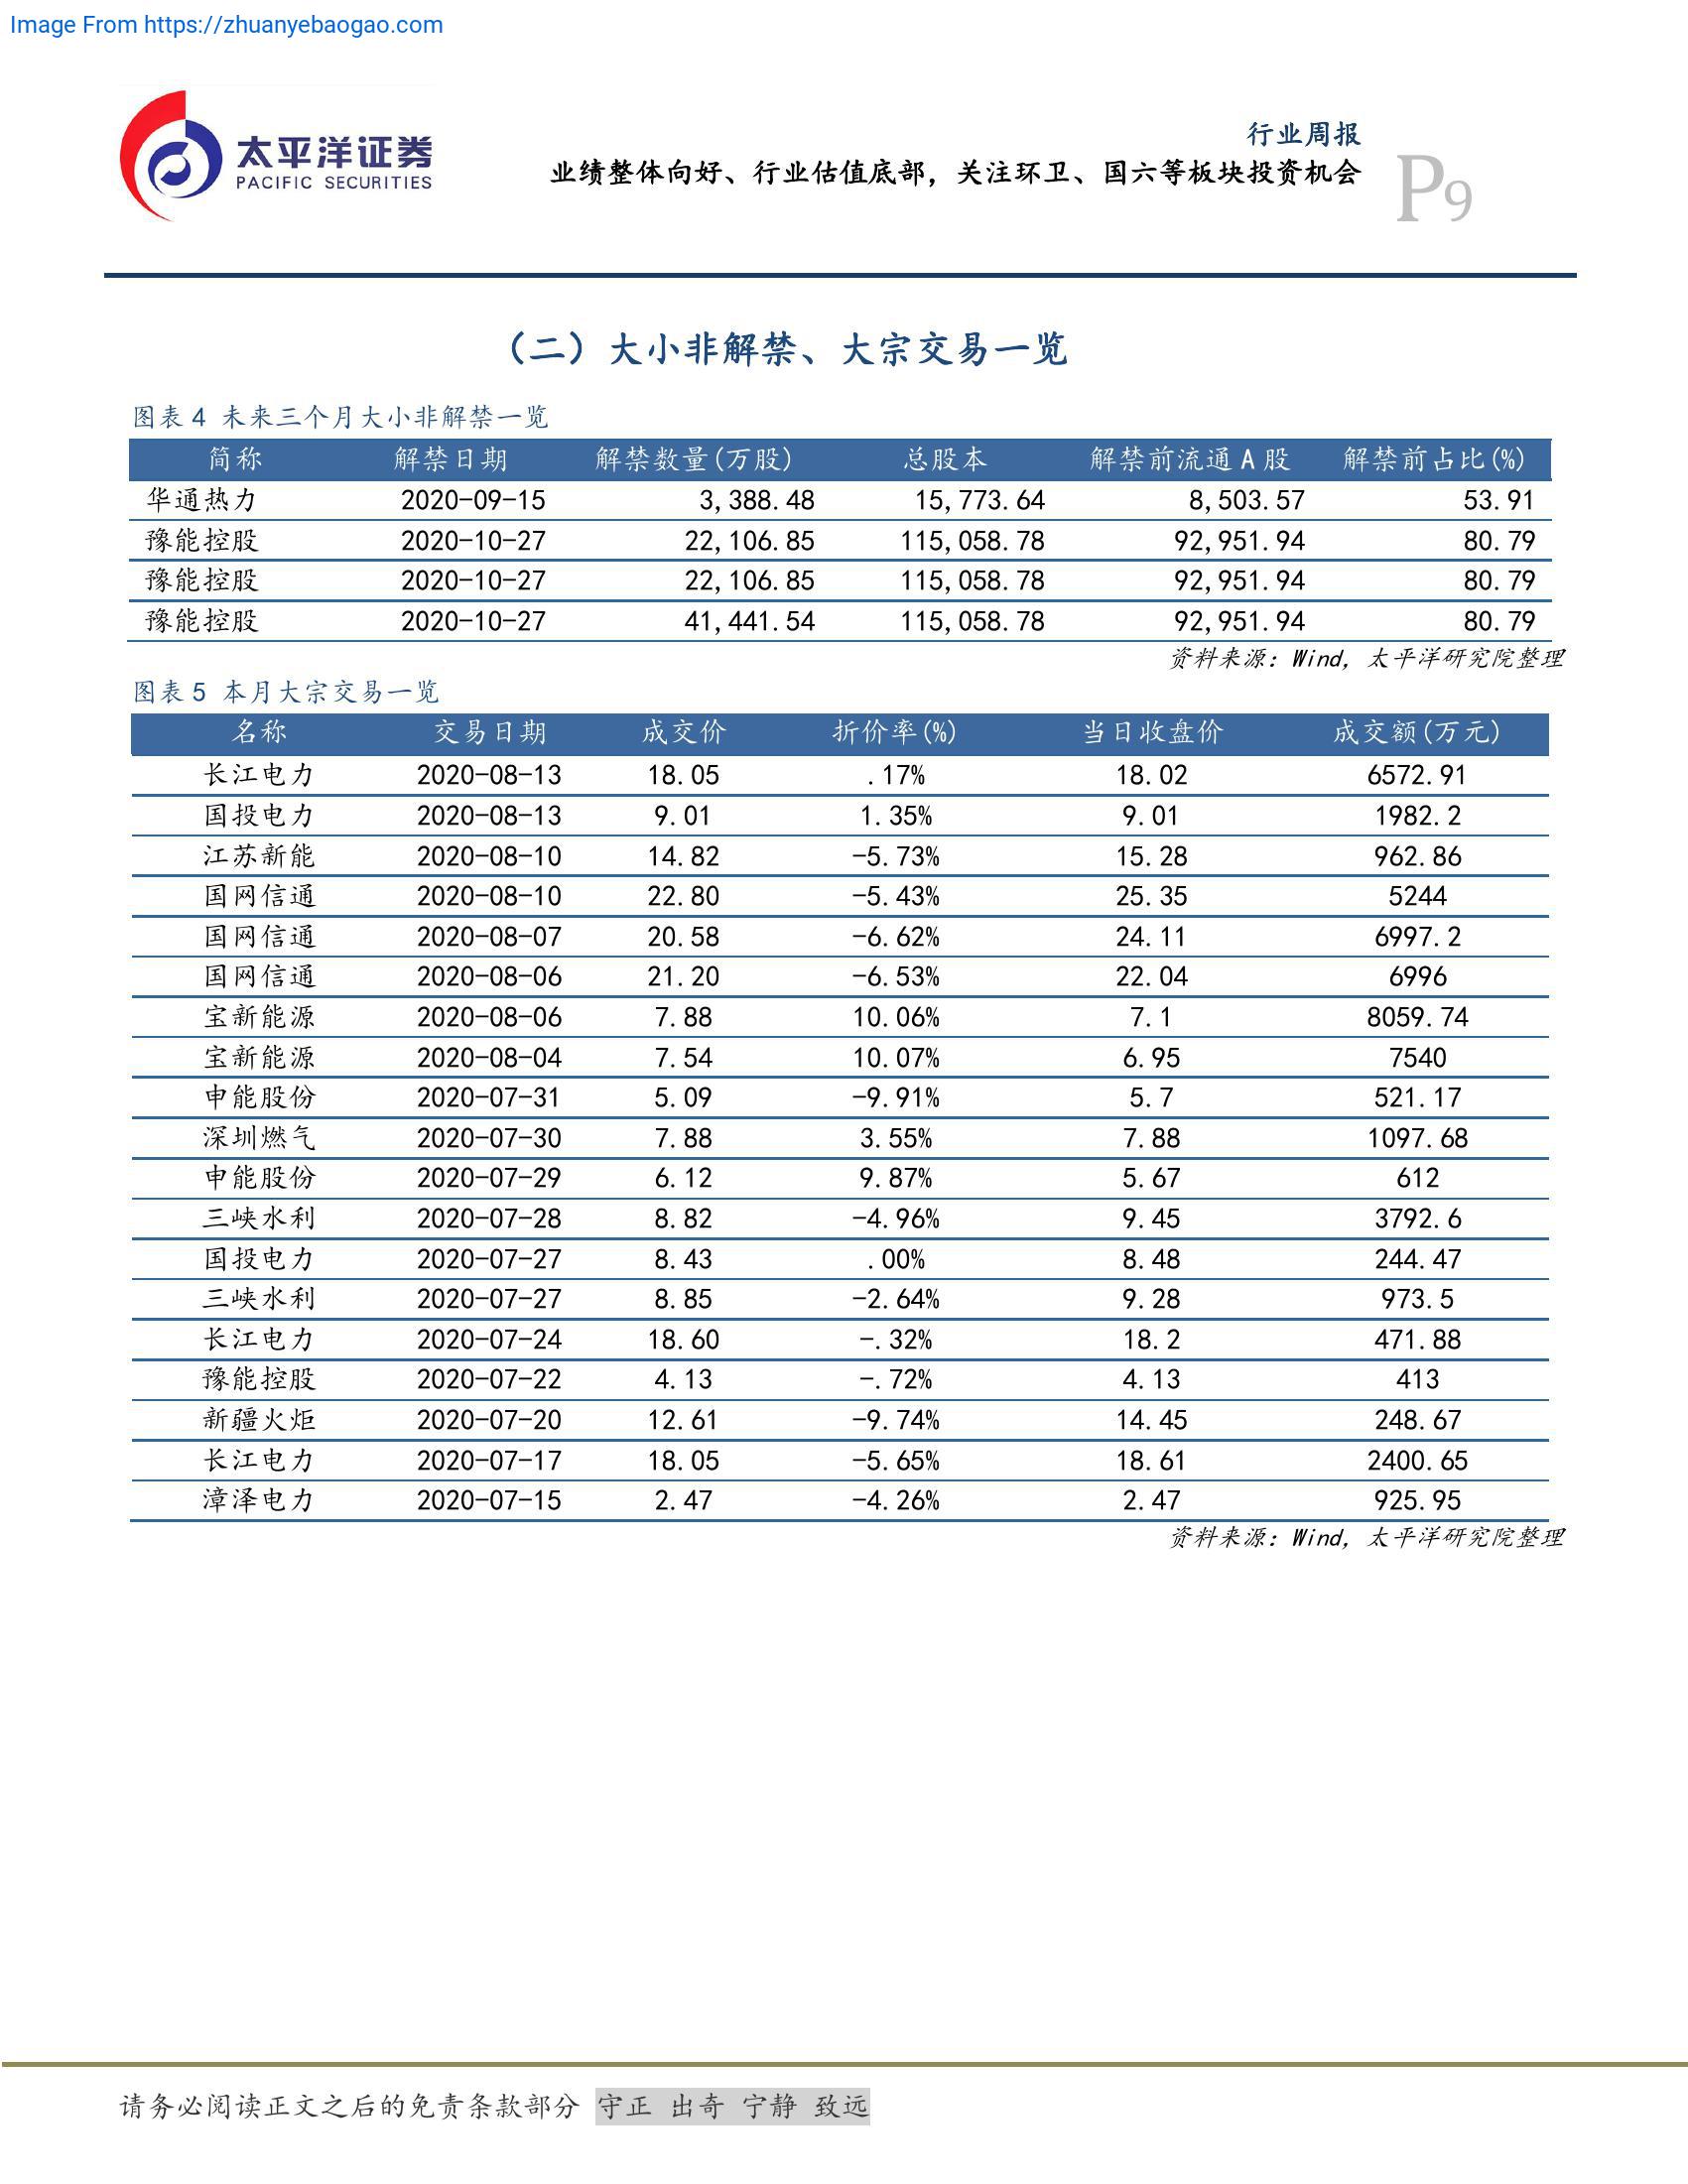 Image From https://zhuanyebaogao.com
太平洋证券
PACIFIC SECURITIES
行业周报
业绩整体向好、行业估值底部，关注环卫、国六等板块投资机会
P9
（二）大小非解禁、大宗交易一览
图表 4 未来三个月大小非解禁一览
简称 解禁日期 解禁数量(万股) 总股本 解禁前流通 A 股 解禁前占比(%)
华通热力 2020-09-15 3,388.48 15,773.64 8,503.57 53.91
豫能控股 2020-10-27 22,106.85 115,058.78 92,951.94 80.79
豫能控股 2020-10-27 22,106.85 115,058.78 92,951.94 80.79
豫能控股 2020-10-27 41,441.54 115,058.78 92,951.94 80.79
资料来源：Wind，太平洋研究院整理
图表 5 本月大宗交易一览
名称 交易日期 成交价 折价率(%) 当日收盘价 成交额(万元)
长江电力 2020-08-13 18.05 .17% 18.02 6572.91
国投电力 2020-08-13 9.01 1.35% 9.01 1982.2
江苏新能 2020-08-10 14.82 -5.73% 15.28 962.86
国网信通 2020-08-10 22.80 -5.43% 25.35 5244
国网信通 2020-08-07 20.58 -6.62% 24.11 6997.2
国网信通 2020-08-06 21.20 -6.53% 22.04 6996
宝新能源 2020-08-06 7.88 10.06% 7.1 8059.74
宝新能源 2020-08-04 7.54 10.07% 6.95 7540
申能股份 2020-07-31 5.09 -9.91% 5.7 521.17
深圳燃气 2020-07-30 7.88 3.55% 7.88 1097.68
申能股份 2020-07-29 6.12 9.87% 5.67 612
三峡水利 2020-07-28 8.82 -4.96% 9.45 3792.6
国投电力 2020-07-27 8.43 .00% 8.48 244.47
三峡水利 2020-07-27 8.85 -2.64% 9.28 973.5
长江电力 2020-07-24 18.60 -.32% 18.2 471.88
豫能控股 2020-07-22 4.13 -.72% 4.13 413
新疆火炬 2020-07-20 12.61 -9.74% 14.45 248.67
长江电力 2020-07-17 18.05 -5.65% 18.61 2400.65
漳泽电力 2020-07-15 2.47 -4.26% 2.47 925.95
资料来源：Wind，太平洋研究院整理
请务必阅读正文之后的免责条款部分 守正 出奇 宁静 致远